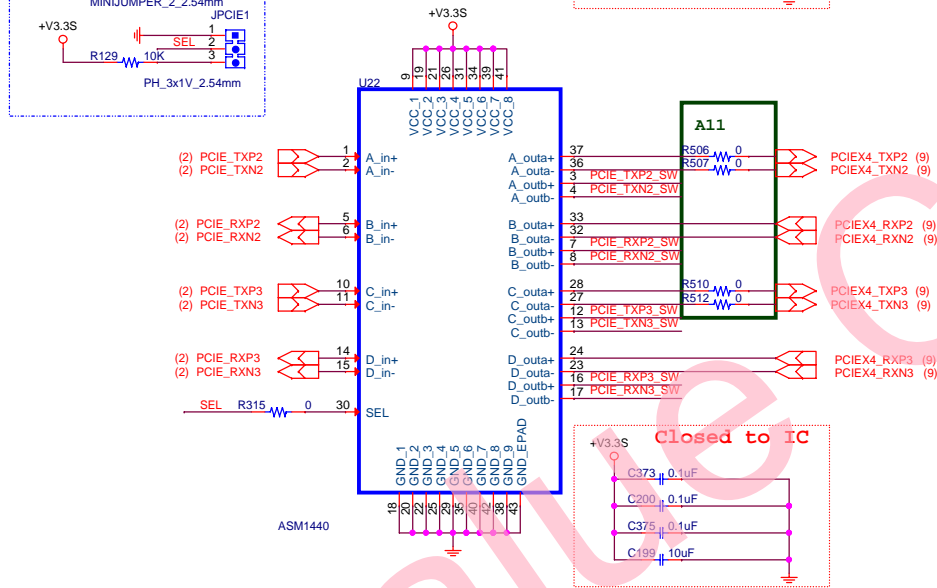 MINIJUMPER_2_2.54mm
JPCIE1
+V3.3S
1
SEL 2
R129 10K 3
PH_3x1V_2.54mm
+V3.3S
9 19 21 26 31 34 39 41
U22
VCC_1 VCC_2 VCC_3 VCC_4 VCC_5 VCC_6 VCC_7 VCC_8
A11
(2) PCIE_TXP2 1 A_in+ A_outa+ 37 R506 0 PCIEX4_TXP2 (9)
(2) PCIE_TXN2 2 A_in- A_outa- 36 R507 0 PCIEX4_TXN2 (9)
A_outb+ 3 PCIE_TXP2_SW
A_outb- 4 PCIE_TXN2_SW
(2) PCIE_RXP2 5 B_in+ B_outa+ 33 PCIEX4_RXP2 (9)
(2) PCIE_RXN2 6 B_in- B_outa- 32 PCIEX4_RXN2 (9)
B_outb+ 7 PCIE_RXP2_SW
B_outb- 8 PCIE_RXN2_SW
(2) PCIE_TXP3 10 C_in+ C_outa+ 28 R510 0 PCIEX4_TXP3 (9)
(2) PCIE_TXN3 11 C_in- C_outa- 27 R512 0 PCIEX4_TXN3 (9)
C_outb+ 12 PCIE_TXP3_SW
C_outb- 13 PCIE_TXN3_SW
(2) PCIE_RXP3 14 D_in+ D_outa+ 24 PCIEX4_RXP3 (9)
(2) PCIE_RXN3 15 D_in- D_outa- 23 PCIEX4_RXN3 (9)
D_outb+ 16 PCIE_RXP3_SW
D_outb- 17 PCIE_RXN3_SW
SEL R315 0 30 SEL
GND_1 GND_2 GND_3 GND_4 GND_5 GND_6 GND_7 GND_8 GND_9 GND_EPAD
18 20 22 25 29 35 40 42 38 43
ASM1440
Closed to IC
+V3.3S
C373 0.1uF
C200 0.1uF
C375 0.1uF
C199 10uF